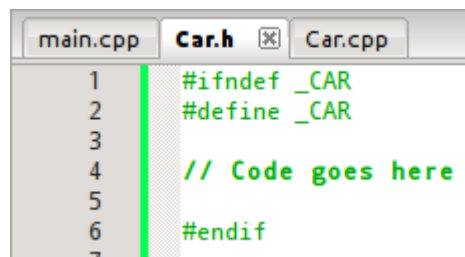 main.cpp Car.h Car.cpp
1 #ifndef _CAR
2 #define _CAR
3
4 // Code goes here
5
6 #endif
7